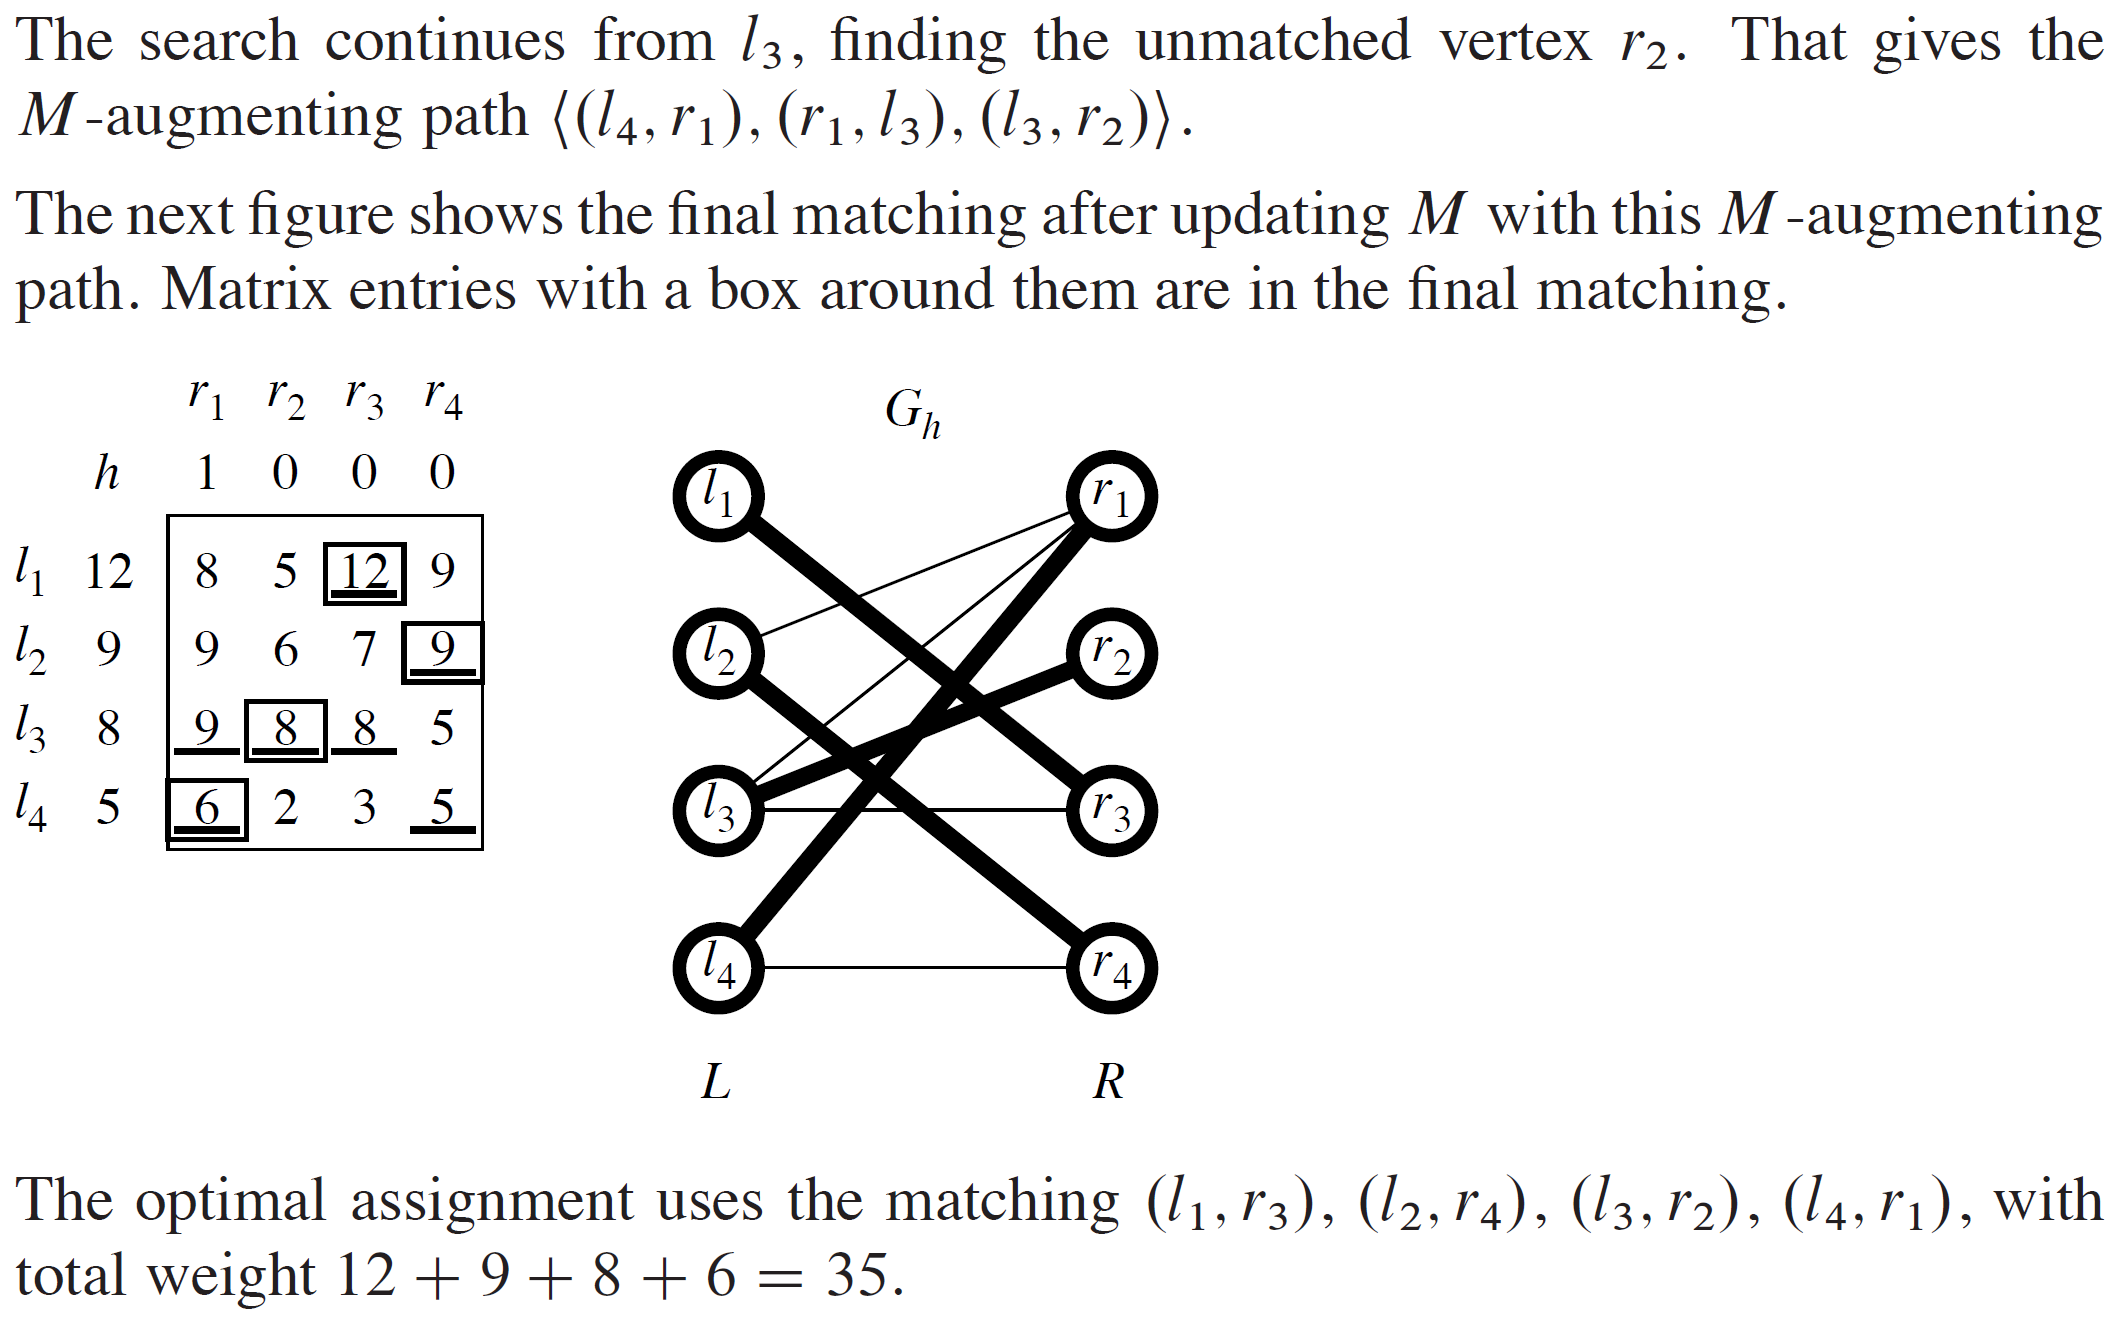 The search continues from l₃, finding the unmatched vertex r₂. That gives the
M-augmenting path ⟨(l₄, r₁), (r₁, l₃), (l₃, r₂)⟩.
The next figure shows the final matching after updating M with this M-augmenting
path. Matrix entries with a box around them are in the final matching.
r₁ r₂ r₃ r₄
h 1 0 0 0
l₁ 12 8 5 12 9
l₂ 9 9 6 7 9
l₃ 8 9 8 8 5
l₄ 5 6 2 3 5
Gₕ
l₁ r₁
l₂ r₂
l₃ r₃
l₄ r₄
L R
The optimal assignment uses the matching (l₁, r₃), (l₂, r₄), (l₃, r₂), (l₄, r₁), with
total weight 12 + 9 + 8 + 6 = 35.